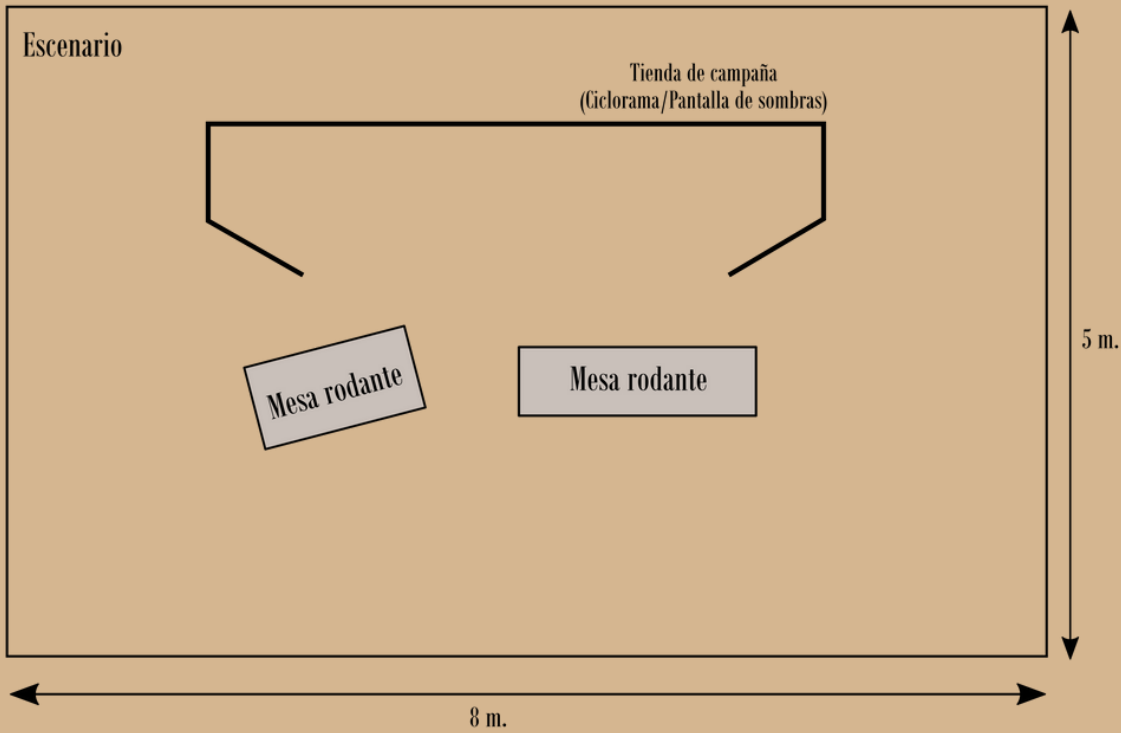 Escenario
Tienda de campaña
(Ciclorama/Pantalla de sombras)
Mesa rodante
Mesa rodante
5 m.
8 m.